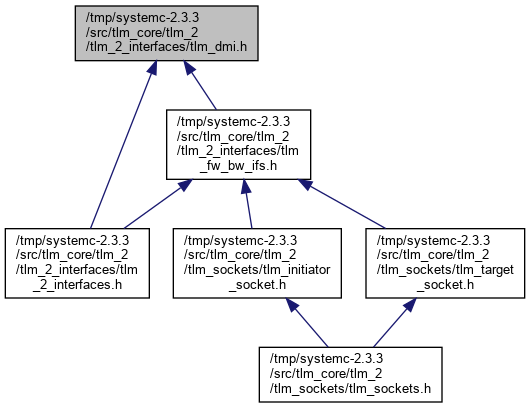 /tmp/systemc-2.3.3
/src/tlm_core/tlm_2
/tlm_2_interfaces/tlm_dmi.h
/tmp/systemc-2.3.3
/src/tlm_core/tlm_2
/tlm_2_interfaces/tlm
_fw_bw_ifs.h
/tmp/systemc-2.3.3
/src/tlm_core/tlm_2
/tlm_2_interfaces/tlm
_2_interfaces.h
/tmp/systemc-2.3.3
/src/tlm_core/tlm_2
/tlm_sockets/tlm_initiator
_socket.h
/tmp/systemc-2.3.3
/src/tlm_core/tlm_2
/tlm_sockets/tlm_target
_socket.h
/tmp/systemc-2.3.3
/src/tlm_core/tlm_2
/tlm_sockets/tlm_sockets.h